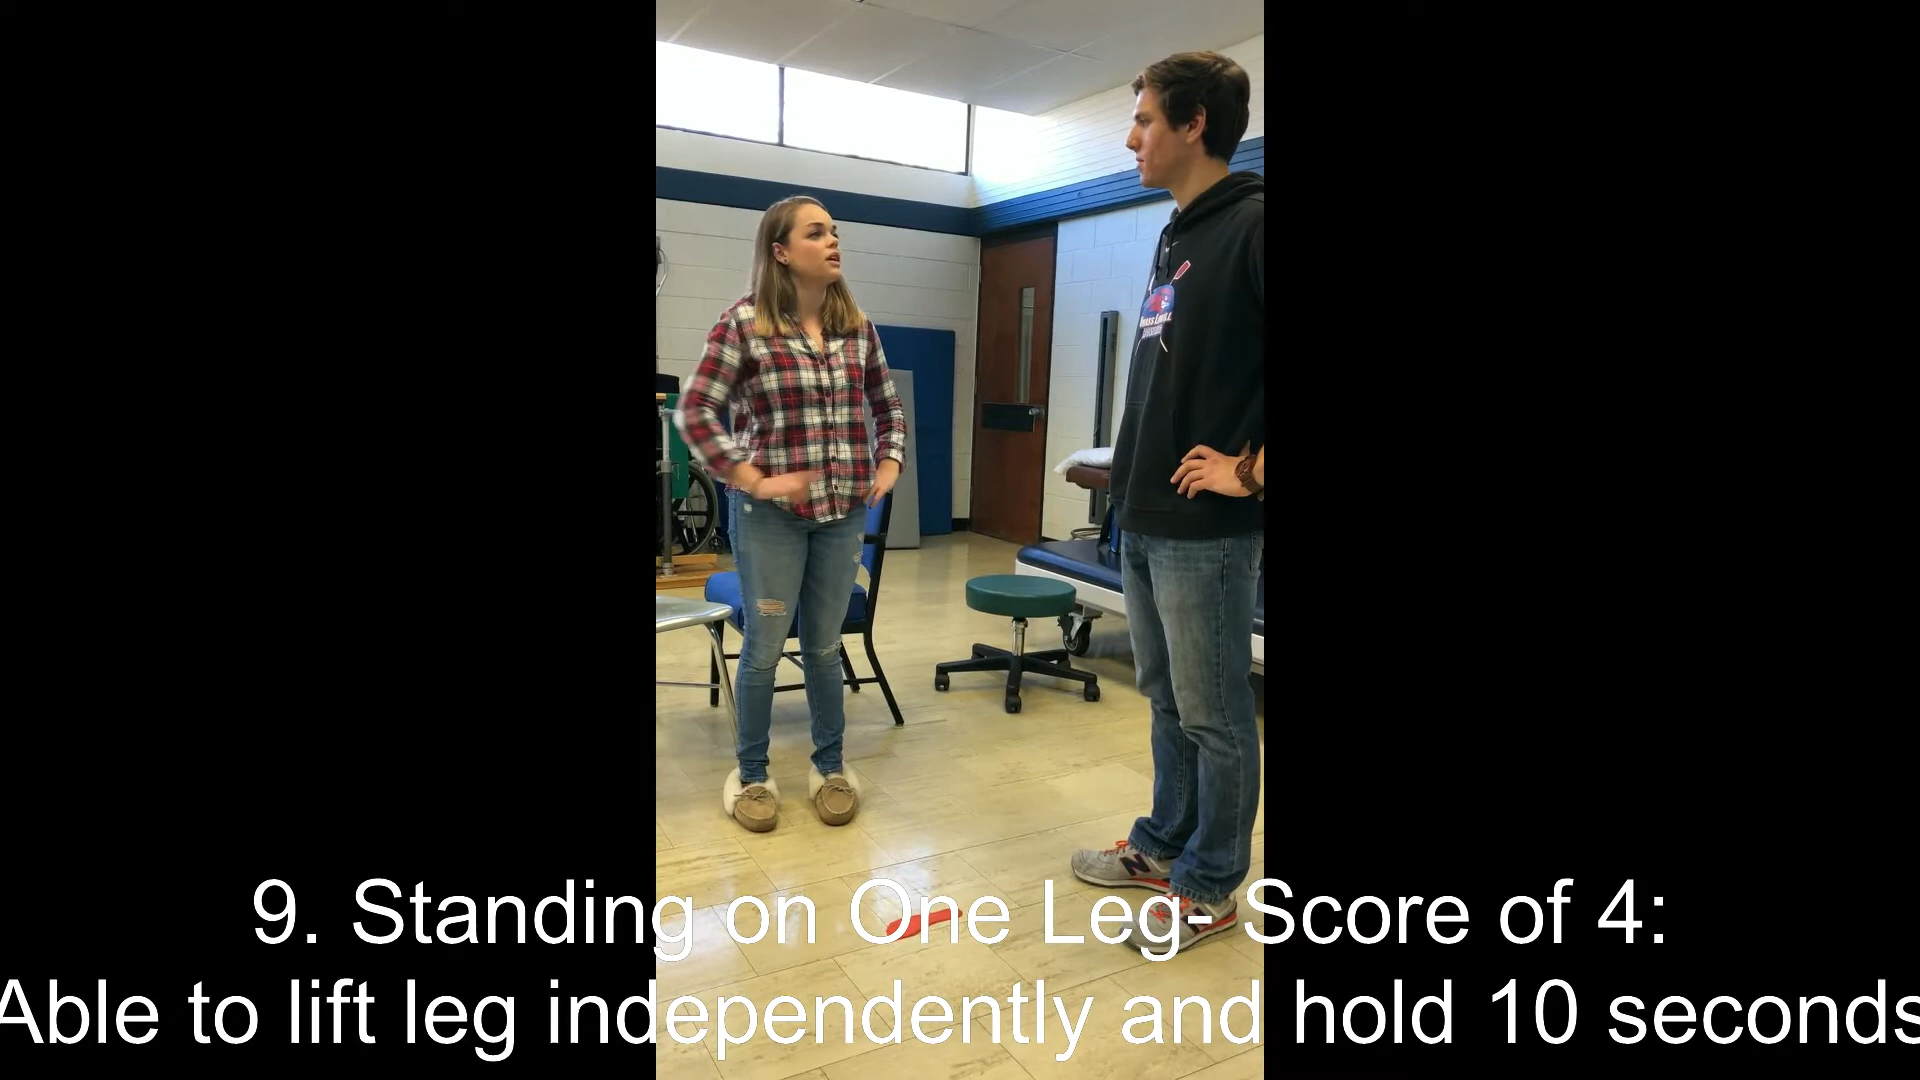 9. Standing on One Leg- Score of 4:
Able to lift leg independently and hold 10 seconds
N